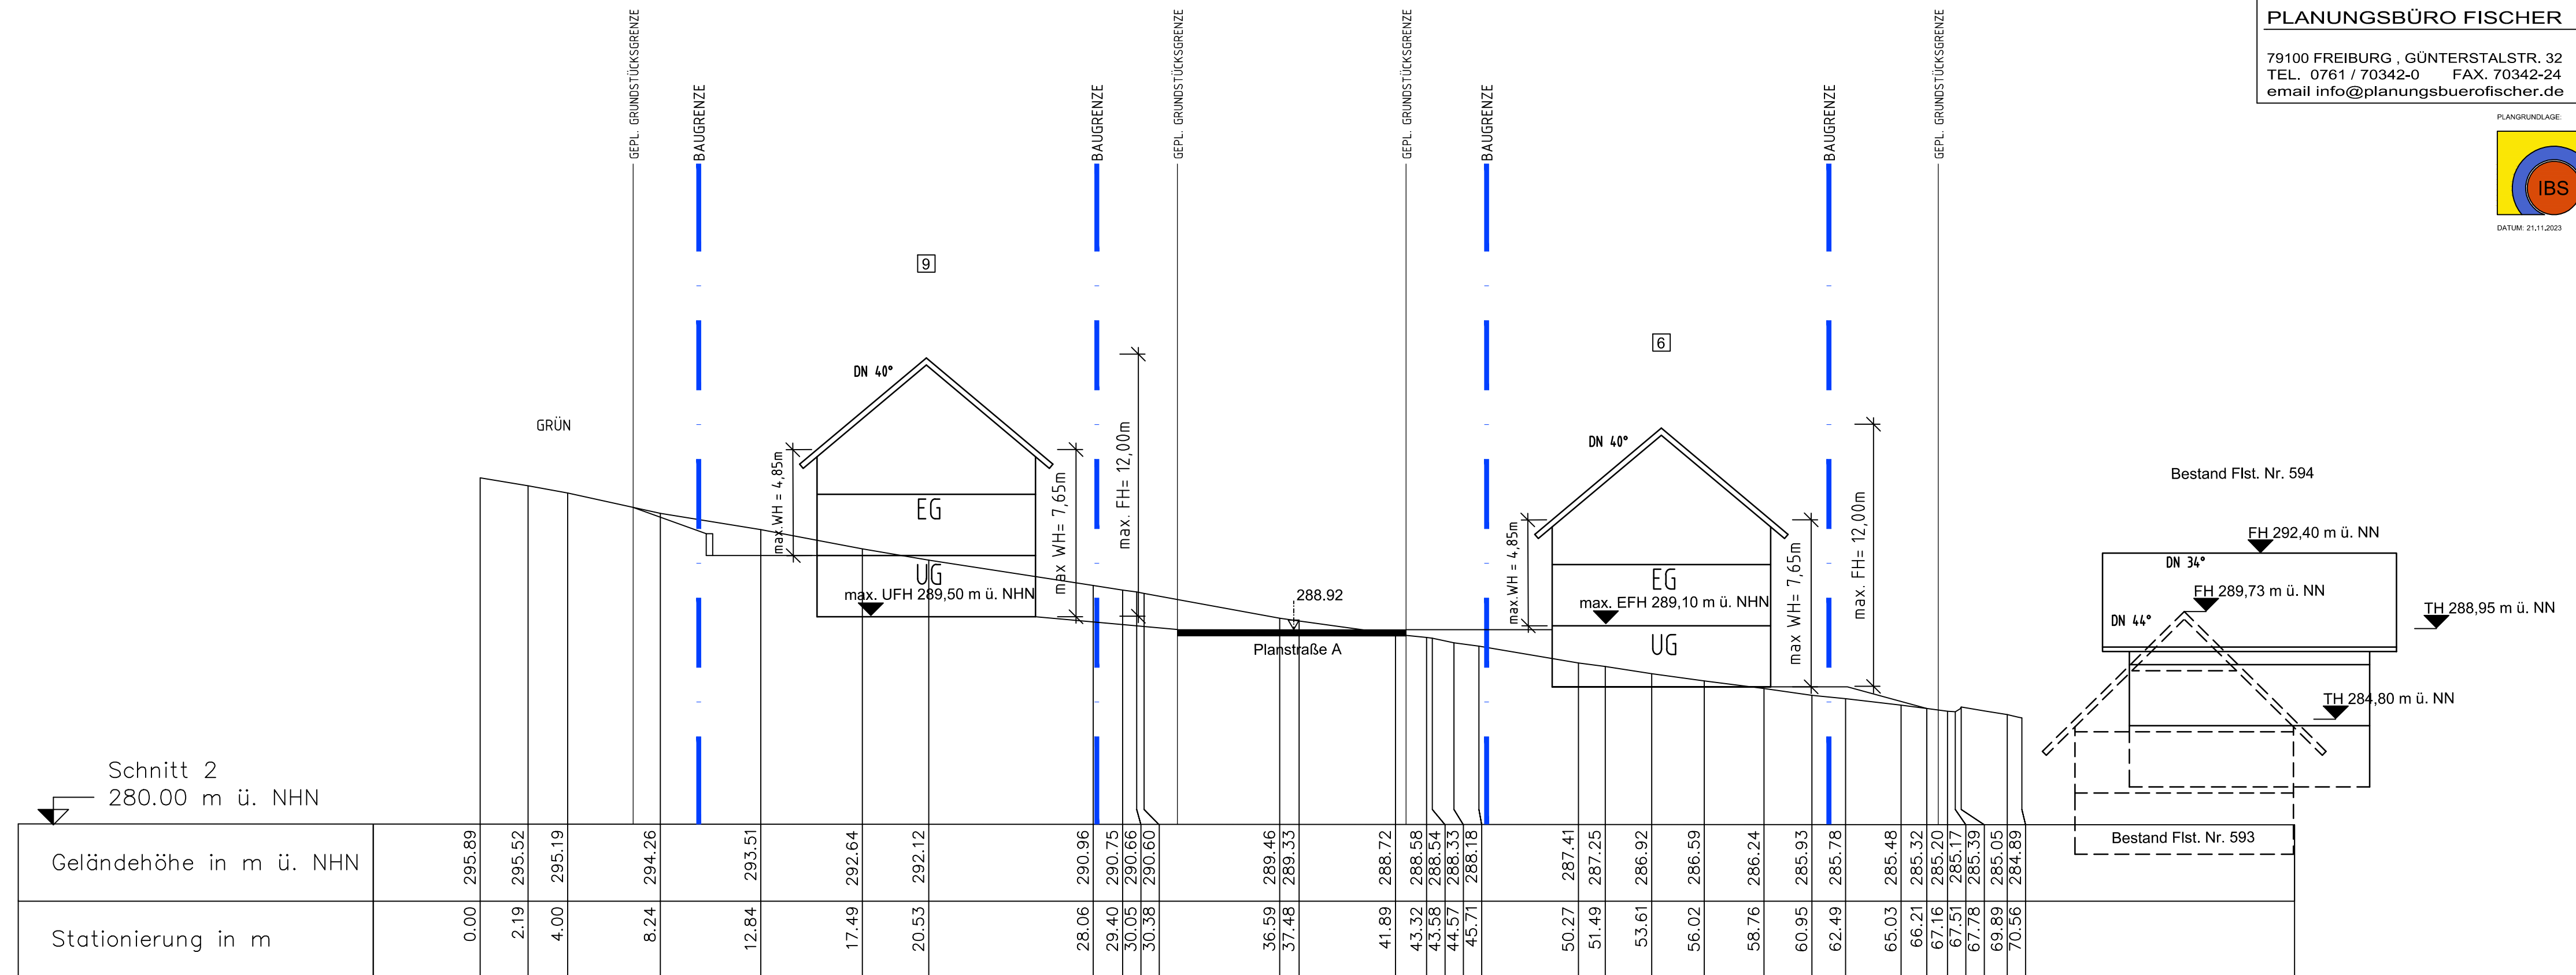 PLANUNGSBÜRO FISCHER
79100 FREIBURG , GÜNTERSTALSTR. 32
TEL. 0761 / 70342-0 FAX. 70342-24
email info@planungsbuerofischer.de
PLANGRUNDLAGE:
IBS
DATUM: 21.11.2023
GEPL. GRUNDSTÜCKSGRENZE
BAUGRENZE
BAUGRENZE
GEPL. GRUNDSTÜCKSGRENZE
GEPL. GRUNDSTÜCKSGRENZE
BAUGRENZE
BAUGRENZE
GEPL. GRUNDSTÜCKSGRENZE
9
DN 40°
GRÜN
max.WH = 4,85m
EG
UG
max. UFH 289,50 m ü. NHN
max WH= 7,65m
max. FH= 12,00m
288.92
Planstraße A
6
DN 40°
max.WH = 4,85m
EG
max. EFH 289,10 m ü. NHN
UG
max WH= 7,65m
max. FH= 12,00m
Bestand Flst. Nr. 594
FH 292,40 m ü. NN
DN 34°
FH 289,73 m ü. NN
TH 288,95 m ü. NN
DN 44°
TH 284,80 m ü. NN
Bestand Flst. Nr. 593
Schnitt 2
280.00 m ü. NHN
Geländehöhe in m ü. NHN 295.89 295.52 295.19 294.26 293.51 292.64 292.12 290.96 290.75 290.66 290.60 289.46 289.33 288.72 288.58 288.54 288.33 288.18 287.41 287.25 286.92 286.59 286.24 285.93 285.78 285.48 285.32 285.20 285.17 285.39 285.05 284.89
Stationierung in m 0.00 2.19 4.00 8.24 12.84 17.49 20.53 28.06 29.40 30.05 30.38 36.59 37.48 41.89 43.32 43.58 44.57 45.71 50.27 51.49 53.61 56.02 58.76 60.95 62.49 65.03 66.21 67.16 67.51 67.78 69.89 70.56